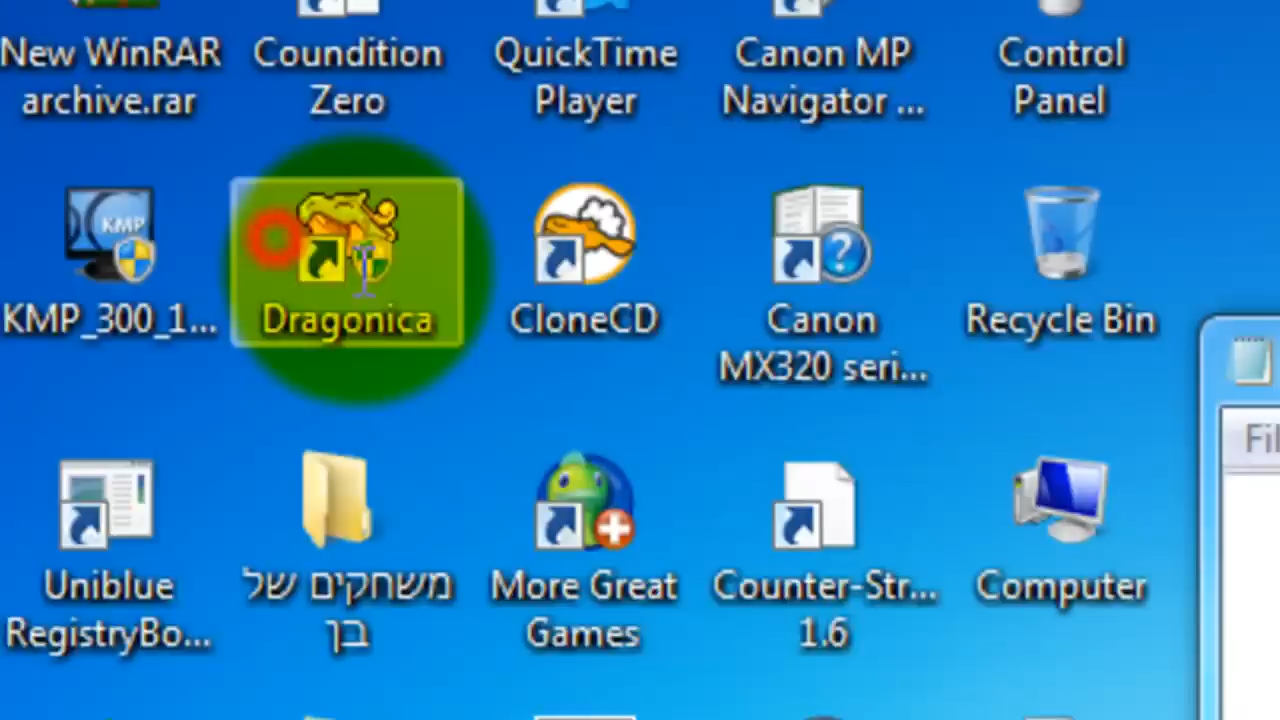 New WinRAR
archive.rar
Coundition
Zero
QuickTime
Player
Canon MP
Navigator ...
Control
Panel
KMP
KMP_300_1...
Dragonica
CloneCD
Canon
MX320 seri...
Recycle Bin
Uniblue
RegistryBo...
משחקים של
בן
More Great
Games
Counter-Str...
1.6
Computer